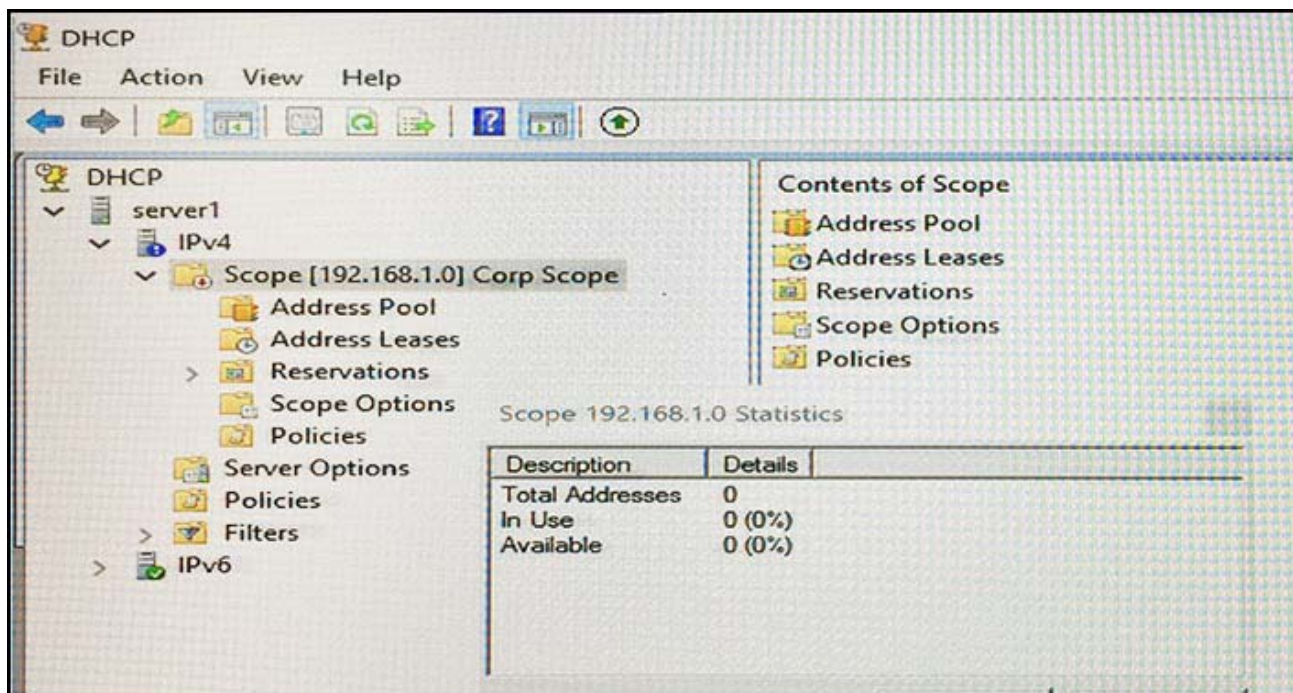 DHCP
File Action View Help
DHCP
server1
IPv4
Scope [192.168.1.0] Corp Scope
Address Pool
Address Leases
Reservations
Scope Options
Policies
Server Options
Policies
Filters
IPv6
Contents of Scope
Address Pool
Address Leases
Reservations
Scope Options
Policies
Scope 192.168.1.0 Statistics
Description Details
Total Addresses 0
In Use 0 (0%)
Available 0 (0%)